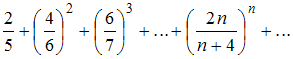 2/5 + (4/6)^2 + (6/7)^3 + ... + (2n/(n+4))^n + ...